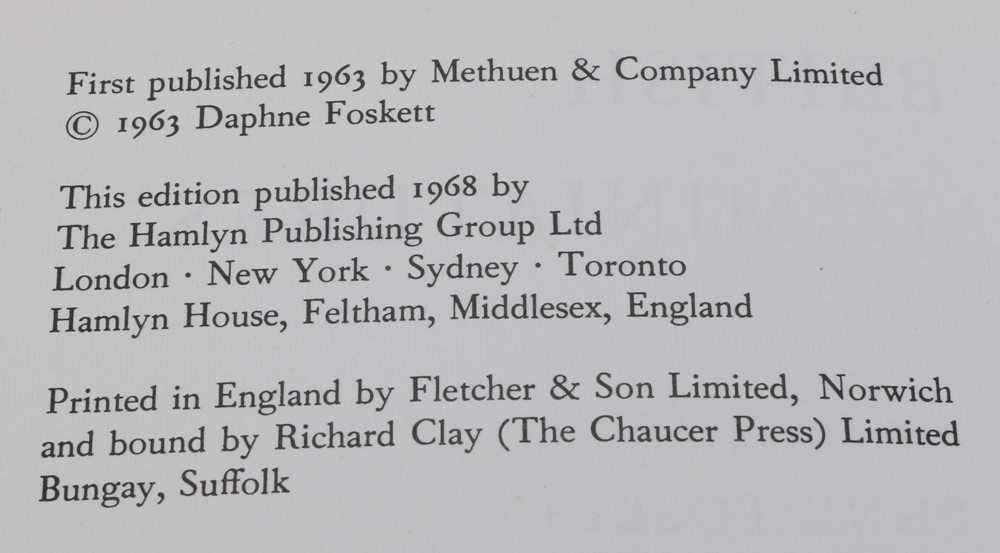 First published 1963 by Methuen & Company Limited
© 1963 Daphne Foskett
This edition published 1968 by
The Hamlyn Publishing Group Ltd
London · New York · Sydney · Toronto
Hamlyn House, Feltham, Middlesex, England
Printed in England by Fletcher & Son Limited, Norwich
and bound by Richard Clay (The Chaucer Press) Limited
Bungay, Suffolk